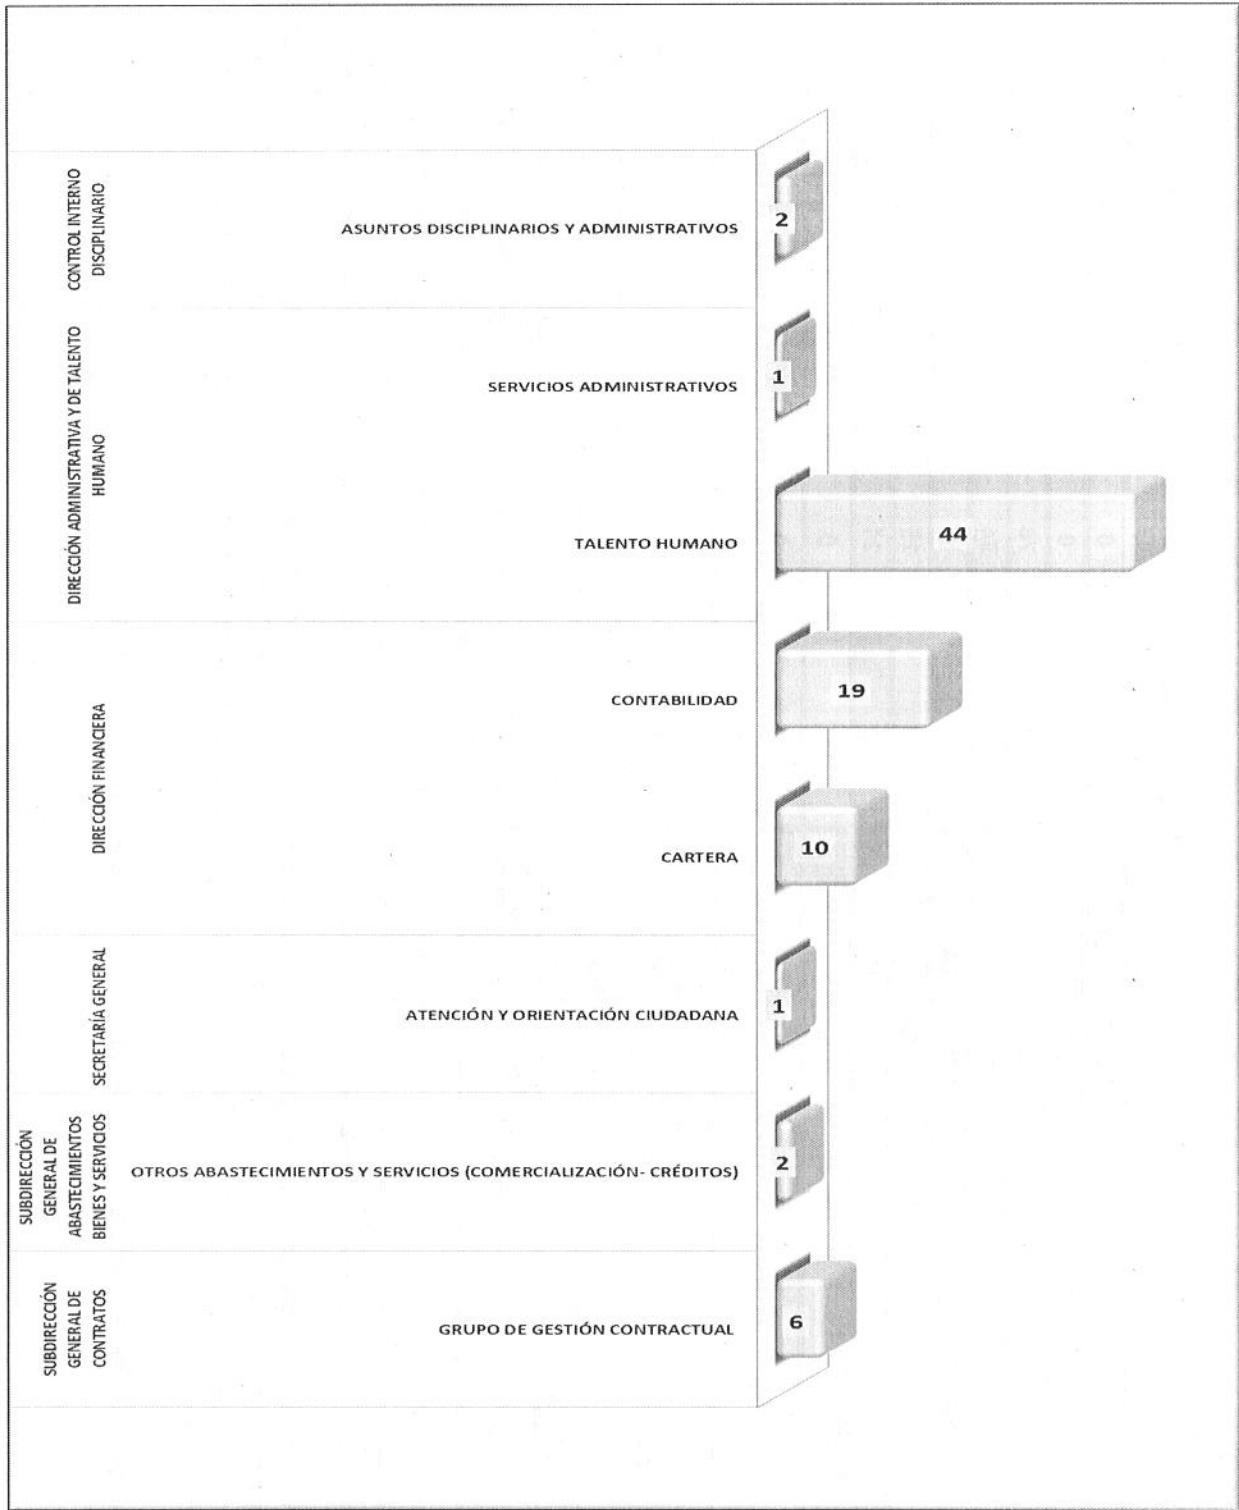 CONTROL INTERNO
DISCIPLINARIO
ASUNTOS DISCIPLINARIOS Y ADMINISTRATIVOS
2
DIRECCIÓN ADMINISTRATIVA Y DE TALENTO
HUMANO
SERVICIOS ADMINISTRATIVOS
1
TALENTO HUMANO
44
DIRECCIÓN FINANCIERA
CONTABILIDAD
19
CARTERA
10
SECRETARÍA GENERAL
ATENCIÓN Y ORIENTACIÓN CIUDADANA
1
SUBDIRECCIÓN
GENERAL DE
ABASTECIMIENTOS
BIENES Y SERVICIOS
OTROS ABASTECIMIENTOS Y SERVICIOS (COMERCIALIZACIÓN- CRÉDITOS)
2
SUBDIRECCIÓN
GENERAL DE
CONTRATOS
GRUPO DE GESTIÓN CONTRACTUAL
6